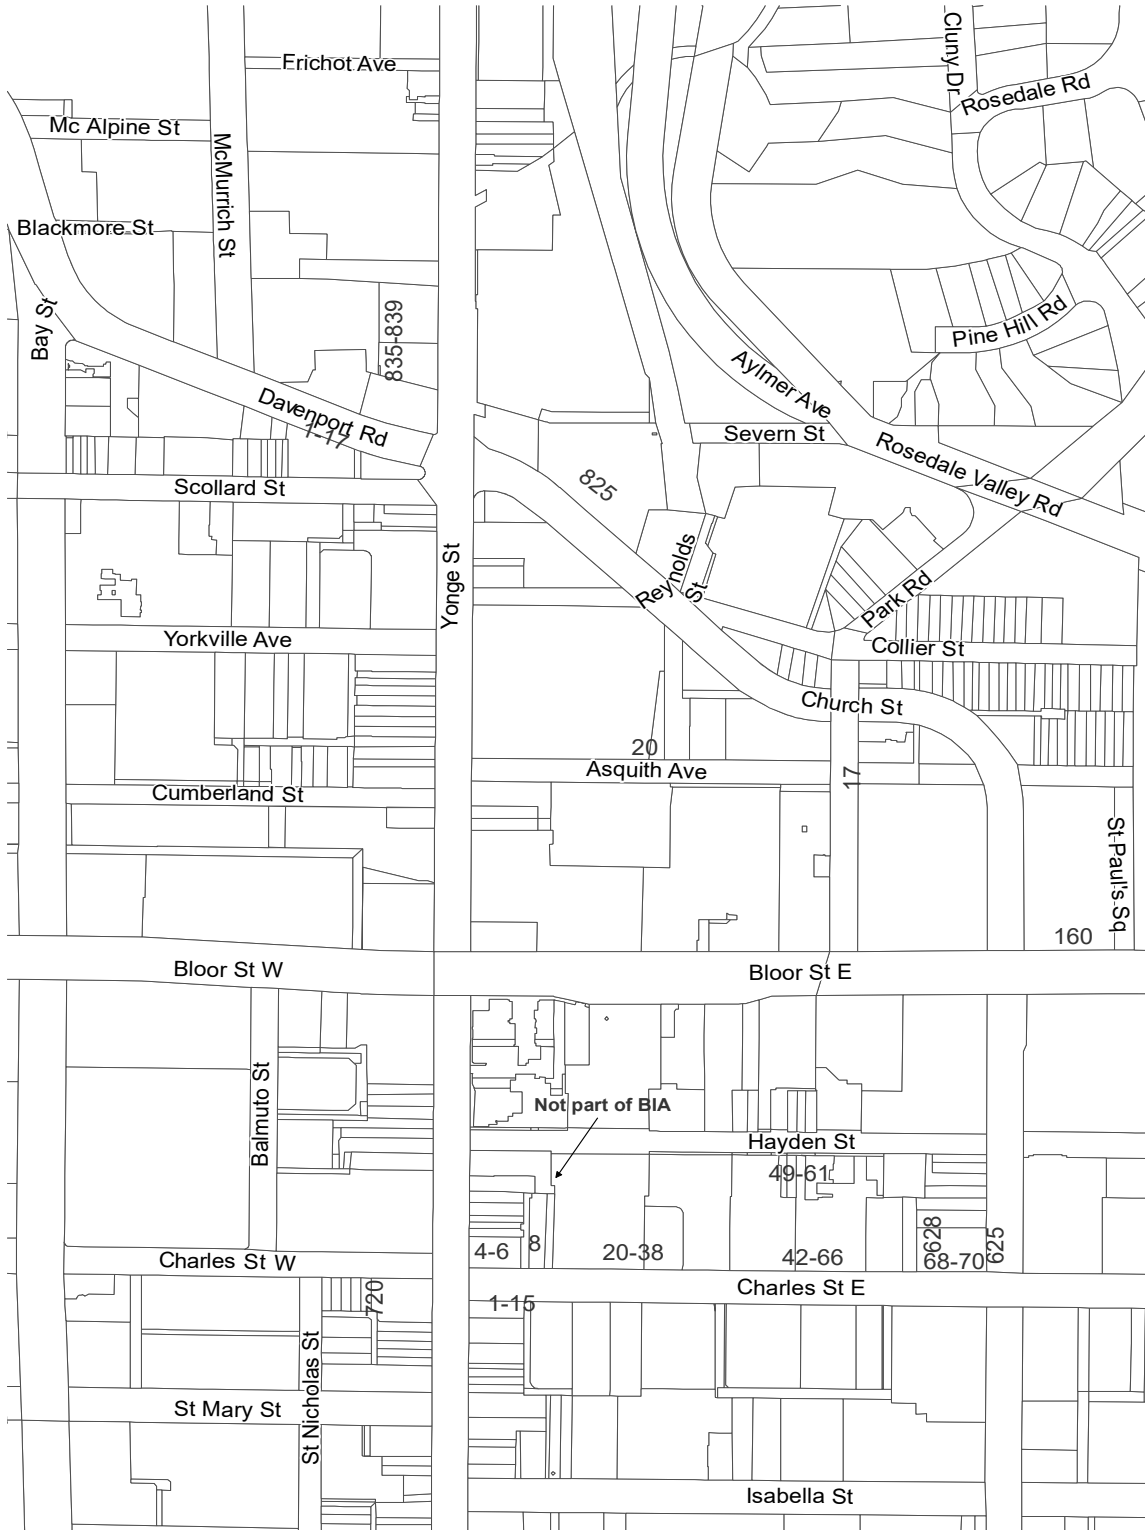 Cluny Dr
Frichot Ave
Rosedale Rd
Mc Alpine St
McMurrich St
Blackmore St
Bay St
835-839
Pine Hill Rd
Aylmer Ave
Davenport Rd
1-17
Severn St
Rosedale Valley Rd
Scollard St
825
Yonge St
Reynolds
St
Park Rd
Yorkville Ave
Collier St
Church St
20
Asquith Ave
17
Cumberland St
St Paul's Sq
160
Bloor St W
Bloor St E
Balmuto St
Not part of BIA
Hayden St
49-61
628
625
4-6
8
20-38
42-66
68-70
Charles St W
Charles St E
720
1-15
St Nicholas St
St Mary St
Isabella St